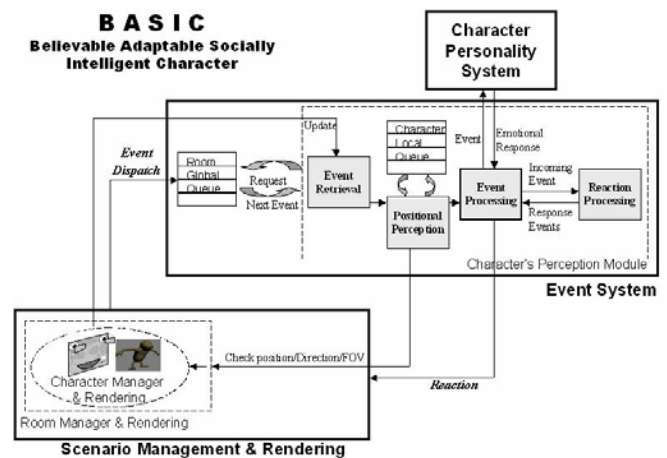 B A S I C
Believable Adaptable Socially
Intelligent Character
Character
Personality
System
Update
Event
Dispatch
Room
Global
Queue
Request
Next Event
Event
Retrieval
Character
Local
Queue
Positional
Perception
Event
Emotional
Response
Event
Processing
Incoming
Event
Response
Events
Reaction
Processing
Character's Perception Module
Event System
Check position/Direction/FOV
Reaction
Character Manager
& Rendering
Room Manager & Rendering
Scenario Management & Rendering